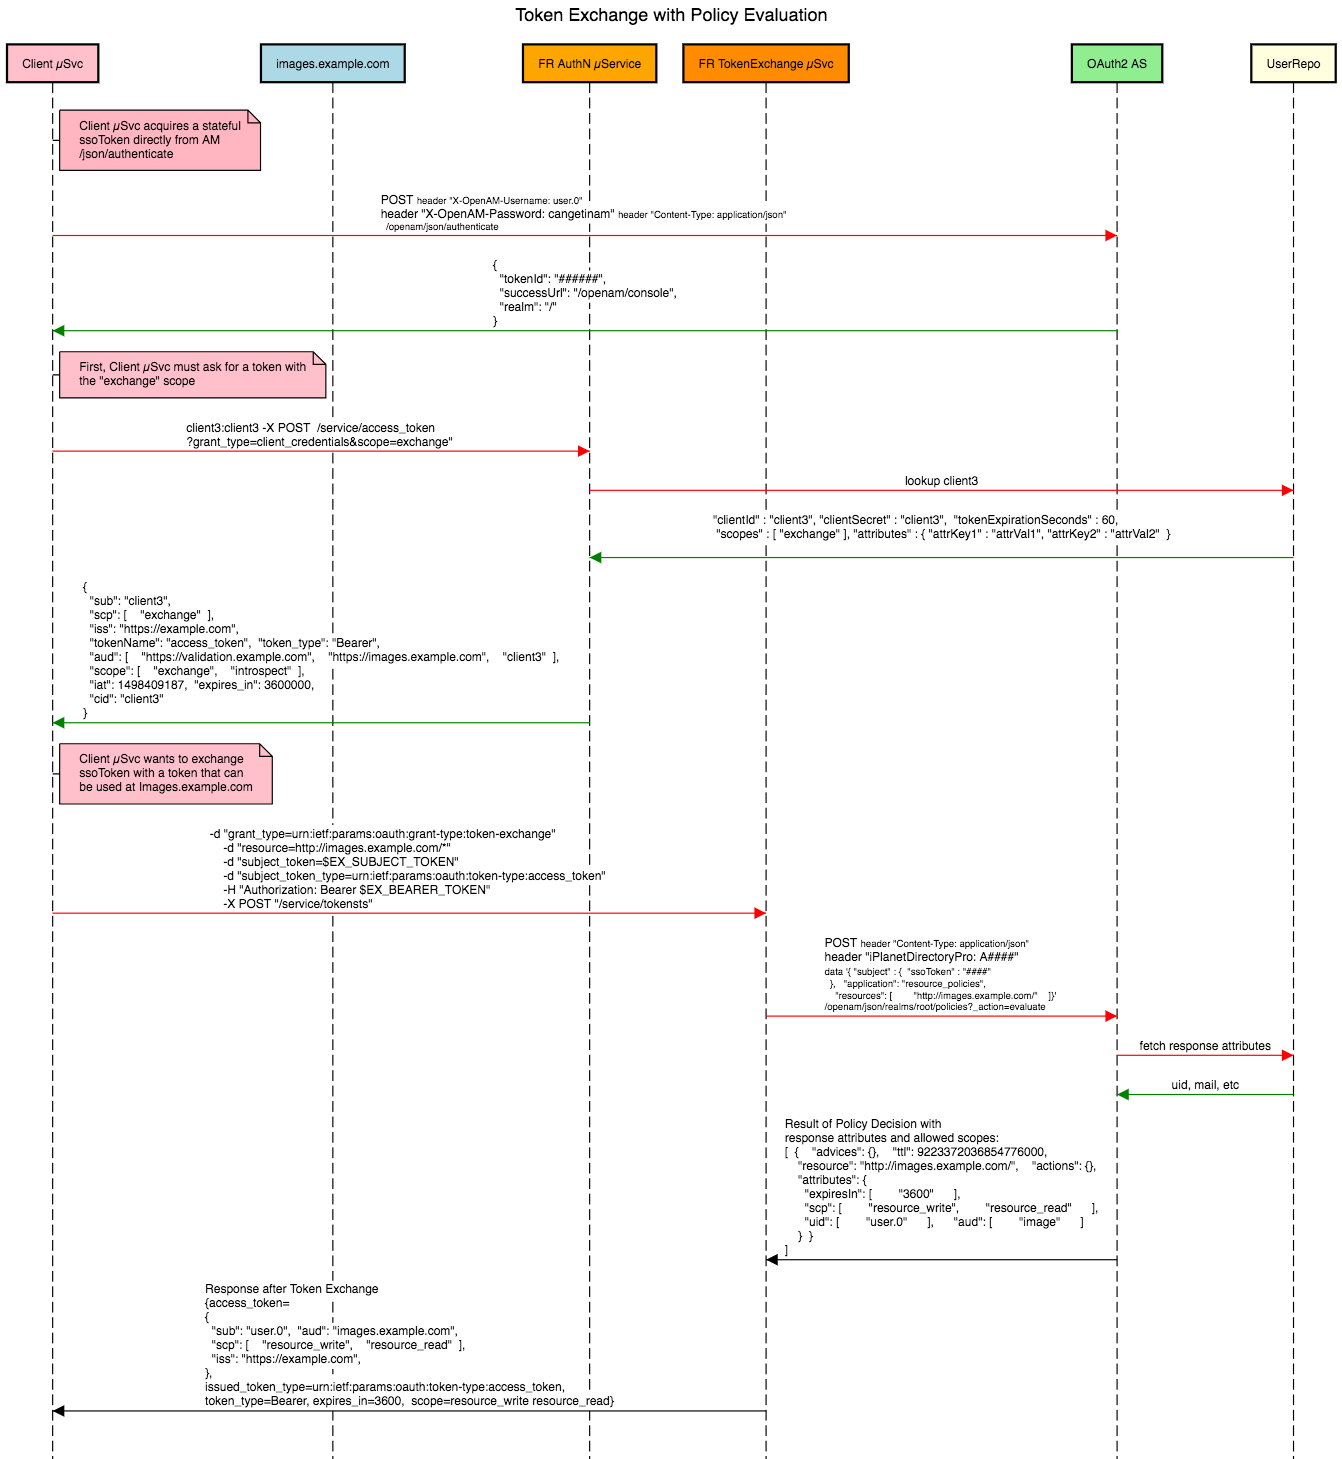 Token Exchange with Policy Evaluation
Client µSvc
images.example.com
FR AuthN µService
FR TokenExchange µSvc
OAuth2 AS
UserRepo
Client µSvc acquires a stateful
ssoToken directly from AM
/json/authenticate
POST header "X-OpenAM-Username: user.0"
header "X-OpenAM-Password: cangetinam" header "Content-Type: application/json"
/openam/json/authenticate
{
"tokenId": "######",
"successUrl": "/openam/console",
"realm": "/"
}
First, Client µSvc must ask for a token with
the "exchange" scope
client3:client3 -X POST /service/access_token
?grant_type=client_credentials&scope=exchange"
lookup client3
"clientId" : "client3", "clientSecret" : "client3", "tokenExpirationSeconds" : 60,
"scopes" : [ "exchange" ], "attributes" : { "attrKey1" : "attrVal1", "attrKey2" : "attrVal2" }
{
"sub": "client3",
"scp": [ "exchange" ],
"iss": "https://example.com",
"tokenName": "access_token", "token_type": "Bearer",
"aud": [ "https://validation.example.com", "https://images.example.com", "client3" ],
"scope": [ "exchange", "introspect" ],
"iat": 1498409187, "expires_in": 3600000,
"cid": "client3"
}
Client µSvc wants to exchange
ssoToken with a token that can
be used at Images.example.com
-d "grant_type=urn:ietf:params:oauth:grant-type:token-exchange"
-d "resource=http://images.example.com/*"
-d "subject_token=$EX_SUBJECT_TOKEN"
-d "subject_token_type=urn:ietf:params:oauth:token-type:access_token"
-H "Authorization: Bearer $EX_BEARER_TOKEN"
-X POST "/service/tokensts"
POST header "Content-Type: application/json"
header "iPlanetDirectoryPro: A####"
data '{ "subject" : { "ssoToken" : "####"
}, "application": "resource_policies",
"resources": [ "http://images.example.com/" ]}'
/openam/json/realms/root/policies?_action=evaluate
fetch response attributes
uid, mail, etc
Result of Policy Decision with
response attributes and allowed scopes:
[ { "advices": {}, "ttl": 9223372036854776000,
"resource": "http://images.example.com/", "actions": {},
"attributes": {
"expiresIn": [ "3600" ],
"scp": [ "resource_write", "resource_read" ],
"uid": [ "user.0" ], "aud": [ "image" ]
} }
]
Response after Token Exchange
{access_token=
{
"sub": "user.0", "aud": "images.example.com",
"scp": [ "resource_write", "resource_read" ],
"iss": "https://example.com",
},
issued_token_type=urn:ietf:params:oauth:token-type:access_token,
token_type=Bearer, expires_in=3600, scope=resource_write resource_read}